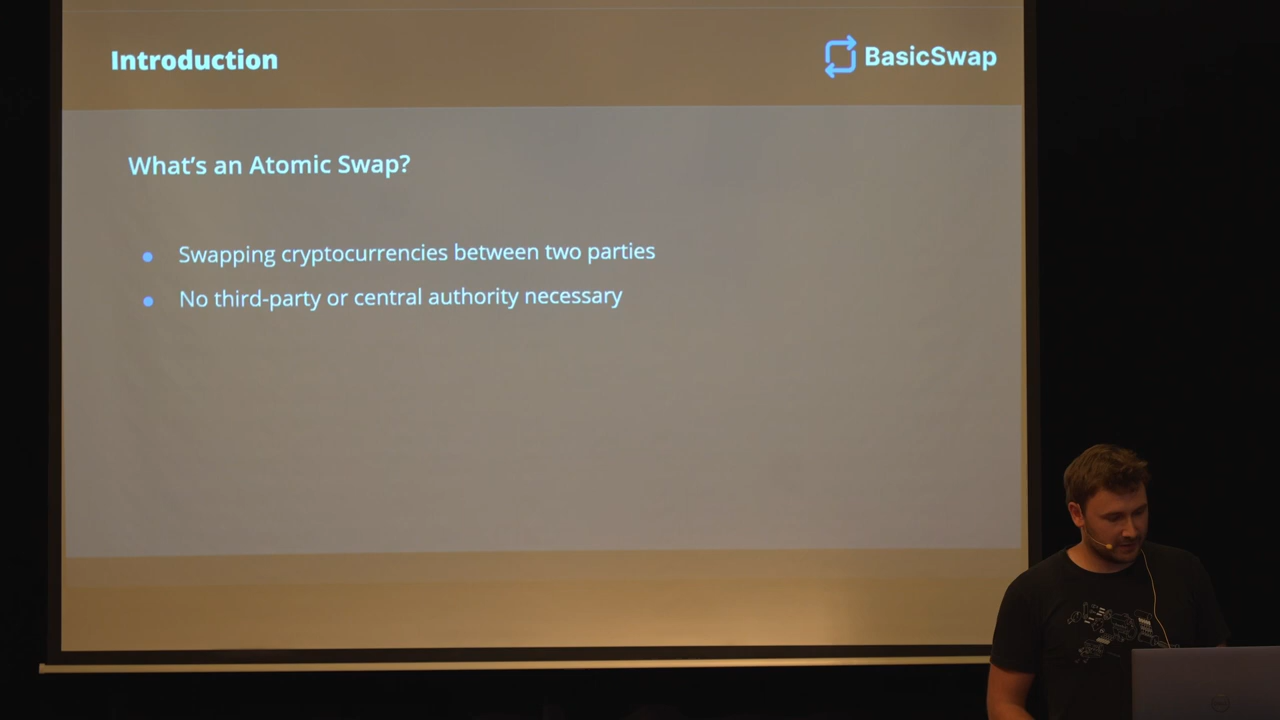 Introduction
BasicSwap
What's an Atomic Swap?
Swapping cryptocurrencies between two parties
No third-party or central authority necessary